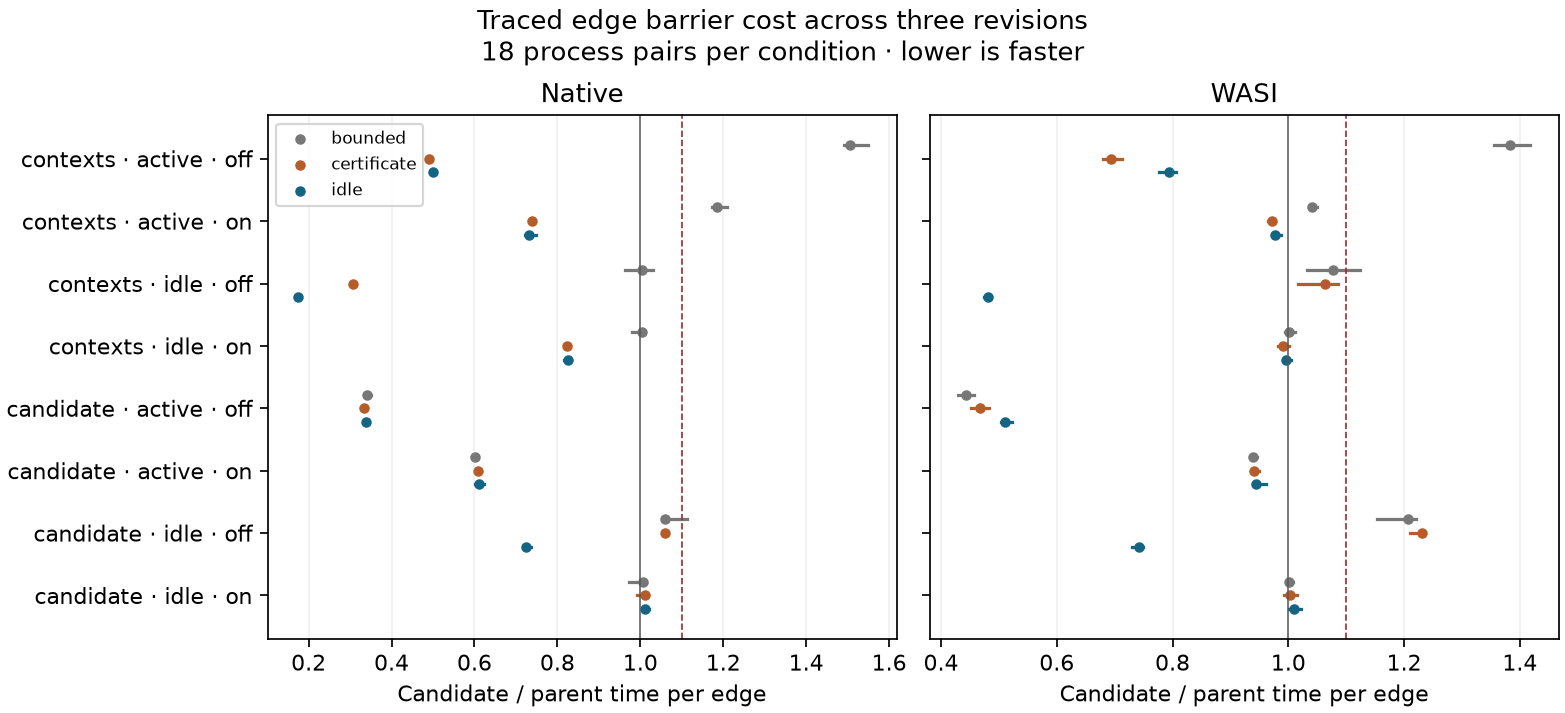 Traced edge barrier cost across three revisions
18 process pairs per condition · lower is faster
Native
WASI
bounded
certificate
idle
contexts · active · off
contexts · active · on
contexts · idle · off
contexts · idle · on
candidate · active · off
candidate · active · on
candidate · idle · off
candidate · idle · on
0.2 0.4 0.6 0.8 1.0 1.2 1.4 1.6
0.4 0.6 0.8 1.0 1.2 1.4
Candidate / parent time per edge
Candidate / parent time per edge